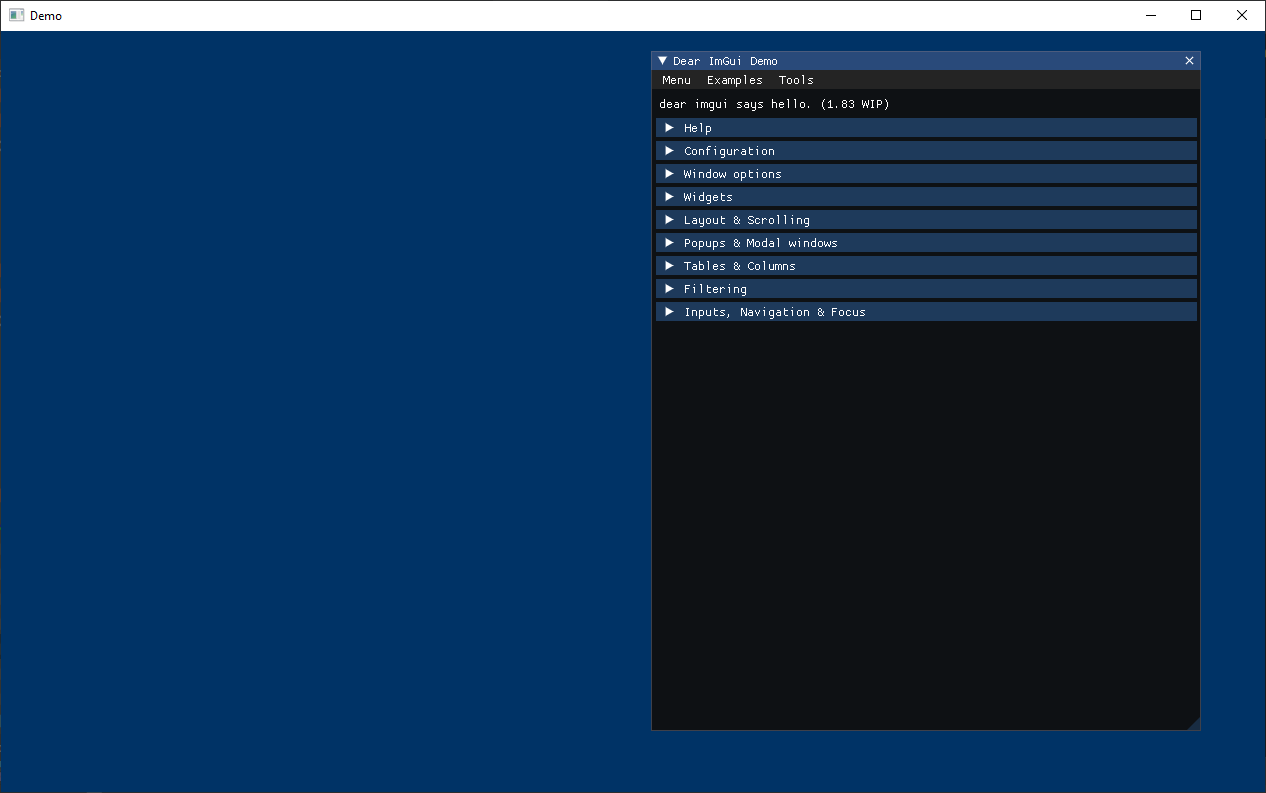 Demo
Dear ImGui Demo
Menu Examples Tools
dear imgui says hello. (1.83 WIP)
Help
Configuration
Window options
Widgets
Layout & Scrolling
Popups & Modal windows
Tables & Columns
Filtering
Inputs, Navigation & Focus